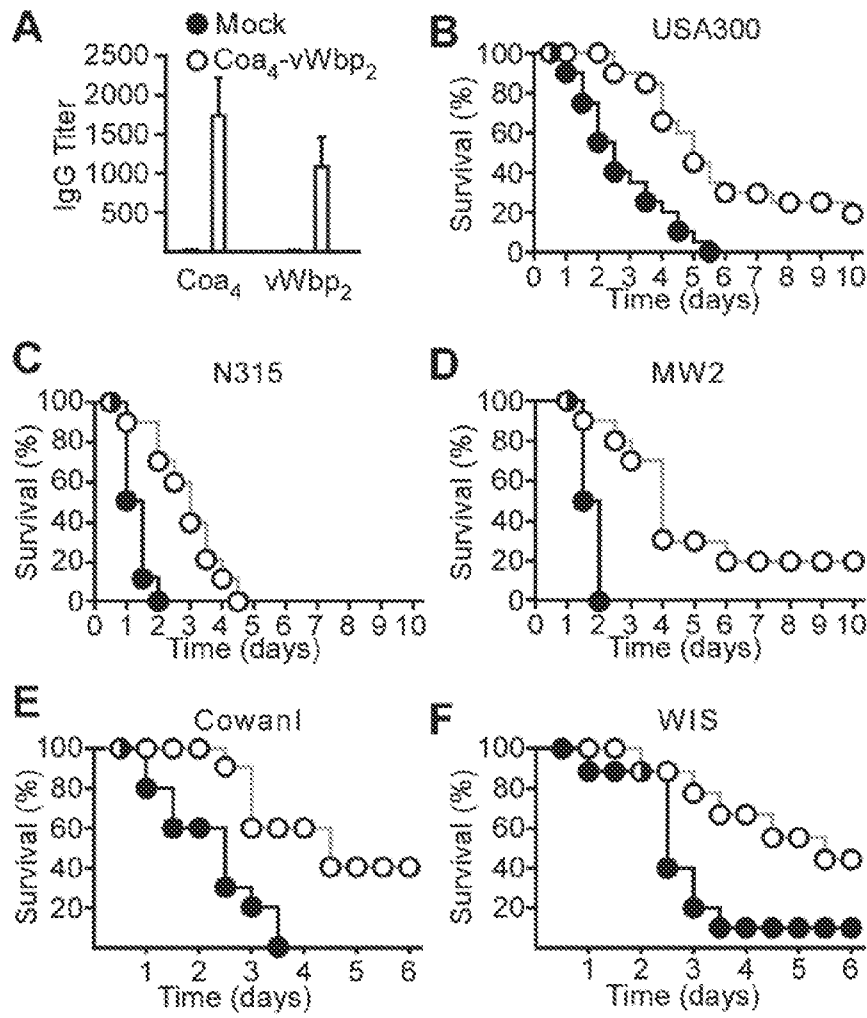 A
Mock
Coa4-vWbp2
IgG Titer
2500
2000
1500
1000
500
Coa4
vWbp2
B
USA300
Survival (%)
100
80
60
40
20
0
0 1 2 3 4 5 6 7 8 9 10
Time (days)
C
N315
Survival (%)
100
80
60
40
20
0
0 1 2 3 4 5 6 7 8 9 10
Time (days)
D
MW2
Survival (%)
100
80
60
40
20
0
0 1 2 3 4 5 6 7 8 9 10
Time (days)
E
CowanI
Survival (%)
100
80
60
40
20
1 2 3 4 5 6
Time (days)
F
WIS
Survival (%)
100
80
60
40
20
1 2 3 4 5 6
Time (days)